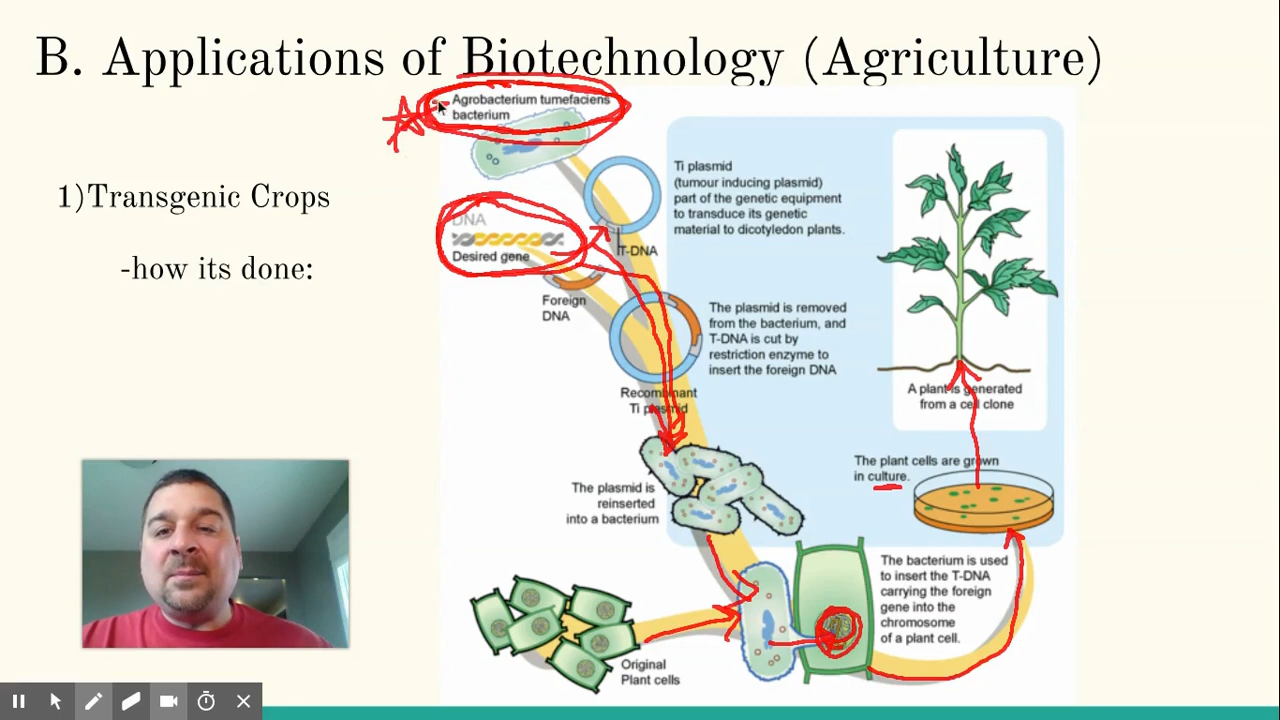 B. Applications of Biotechnology (Agriculture)
Agrobacterium tumefaciens
bacterium
1)Transgenic Crops
-how its done:
Ti plasmid
(tumour inducing plasmid)
part of the genetic equipment
to transduce its genetic
material to dicotyledon plants.
DNA
Desired gene
T-DNA
Foreign
DNA
The plasmid is removed
from the bacterium, and
T-DNA is cut by
restriction enzyme to
insert the foreign DNA
Recombinant
Ti plasmid
A plant is generated
from a cell clone
The plant cells are grown
in culture.
The plasmid is
reinserted
into a bacterium
The bacterium is used
to insert the T-DNA
carrying the foreign
gene into the
chromosome
of a plant cell.
Original
Plant cells